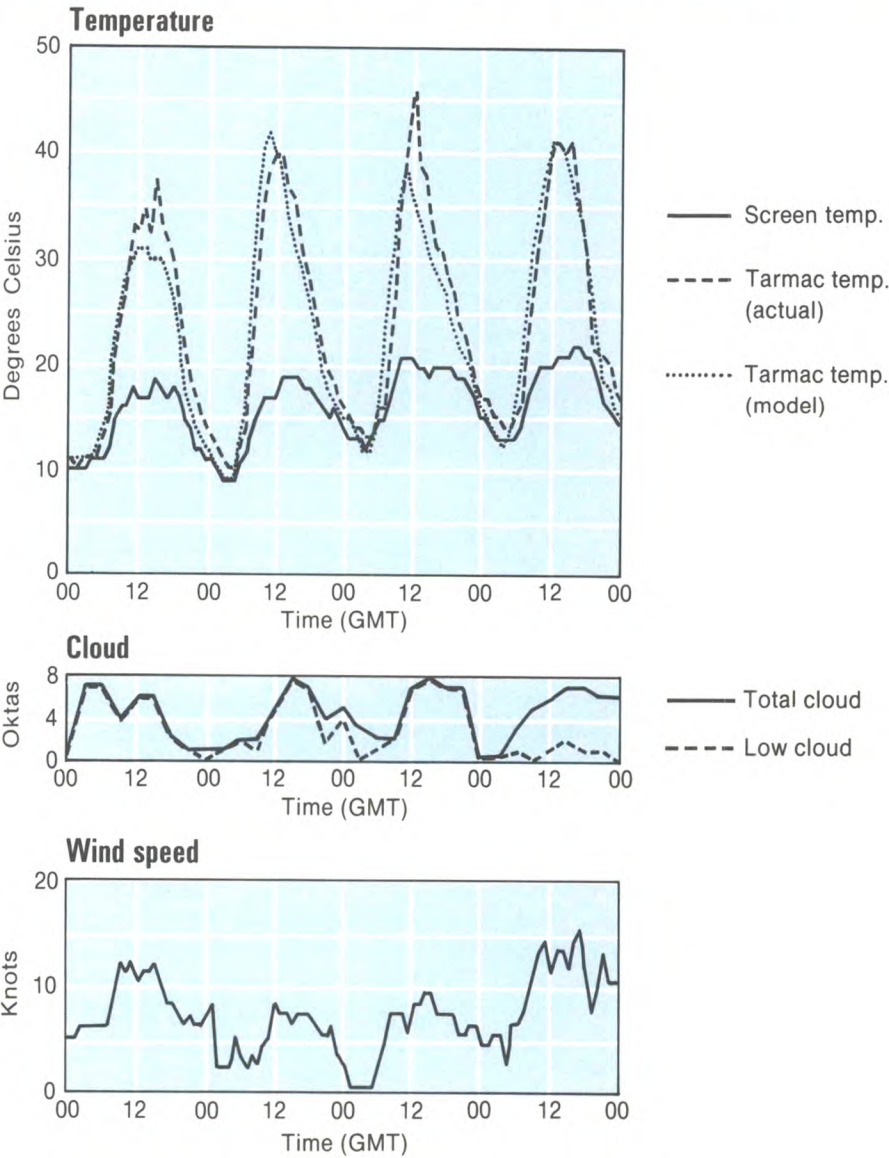 Temperature
50
40
30
20
10
0
Degrees Celsius
00 12 00 12 00 12 00 12 00
Time (GMT)
Screen temp.
Tarmac temp.
(actual)
Tarmac temp.
(model)
Cloud
8
4
0
Oktas
00 12 00 12 00 12 00 12 00
Time (GMT)
Total cloud
Low cloud
Wind speed
20
10
0
Knots
00 12 00 12 00 12 00 12 00
Time (GMT)